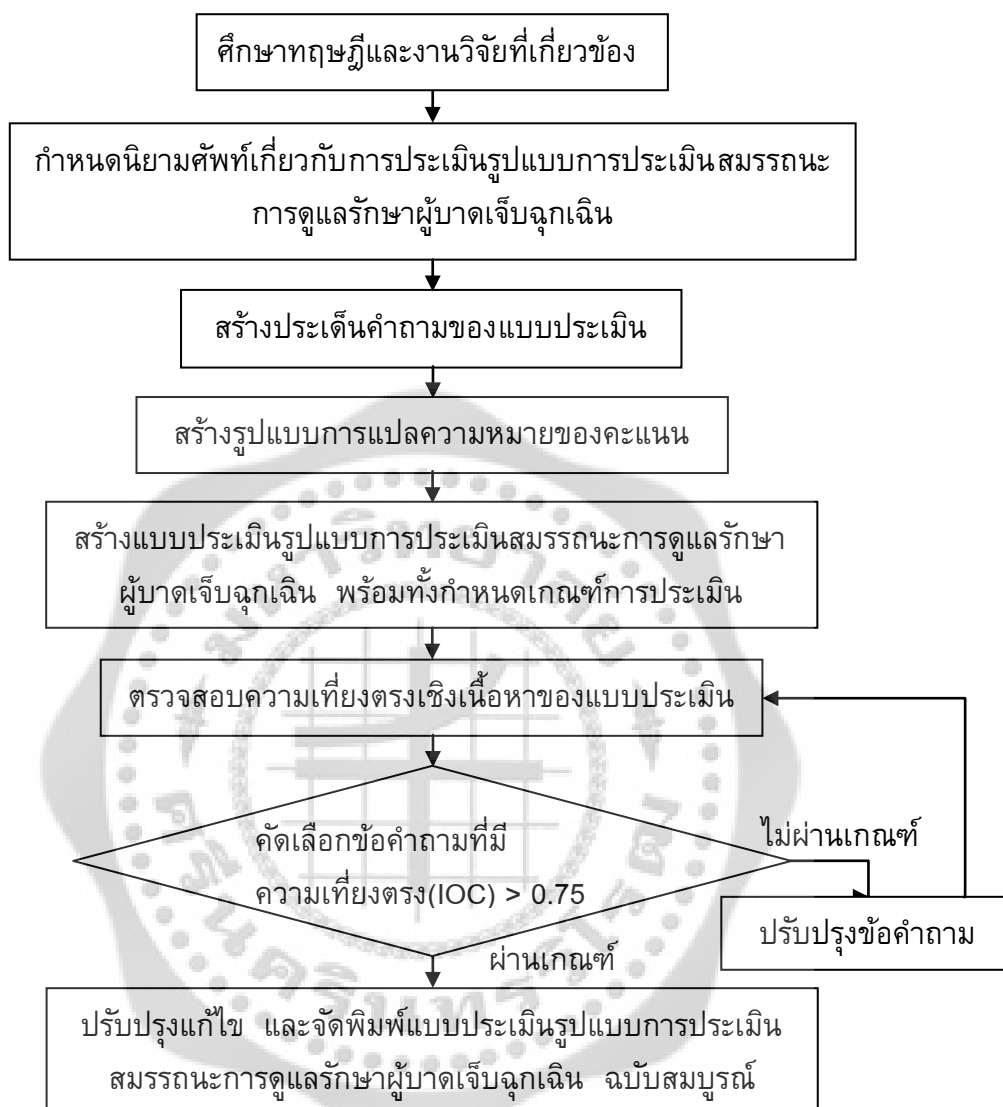 ศึกษาทฤษฎีและงานวิจัยที่เกี่ยวข้อง
กำหนดนิยามศัพท์เกี่ยวกับการประเมินรูปแบบการประเมินสมรรถนะ
การดูแลรักษาผู้บาดเจ็บฉุกเฉิน
สร้างประเด็นคำถามของแบบประเมิน
สร้างรูปแบบการแปลความหมายของคะแนน
สร้างแบบประเมินรูปแบบการประเมินสมรรถนะการดูแลรักษา
ผู้บาดเจ็บฉุกเฉิน พร้อมทั้งกำหนดเกณฑ์การประเมิน
ตรวจสอบความเที่ยงตรงเชิงเนื้อหาของแบบประเมิน
คัดเลือกข้อคำถามที่มี
ความเที่ยงตรง(IOC) > 0.75
ไม่ผ่านเกณฑ์
ปรับปรุงข้อคำถาม
ผ่านเกณฑ์
ปรับปรุงแก้ไข และจัดพิมพ์แบบประเมินรูปแบบการประเมิน
สมรรถนะการดูแลรักษาผู้บาดเจ็บฉุกเฉิน ฉบับสมบูรณ์